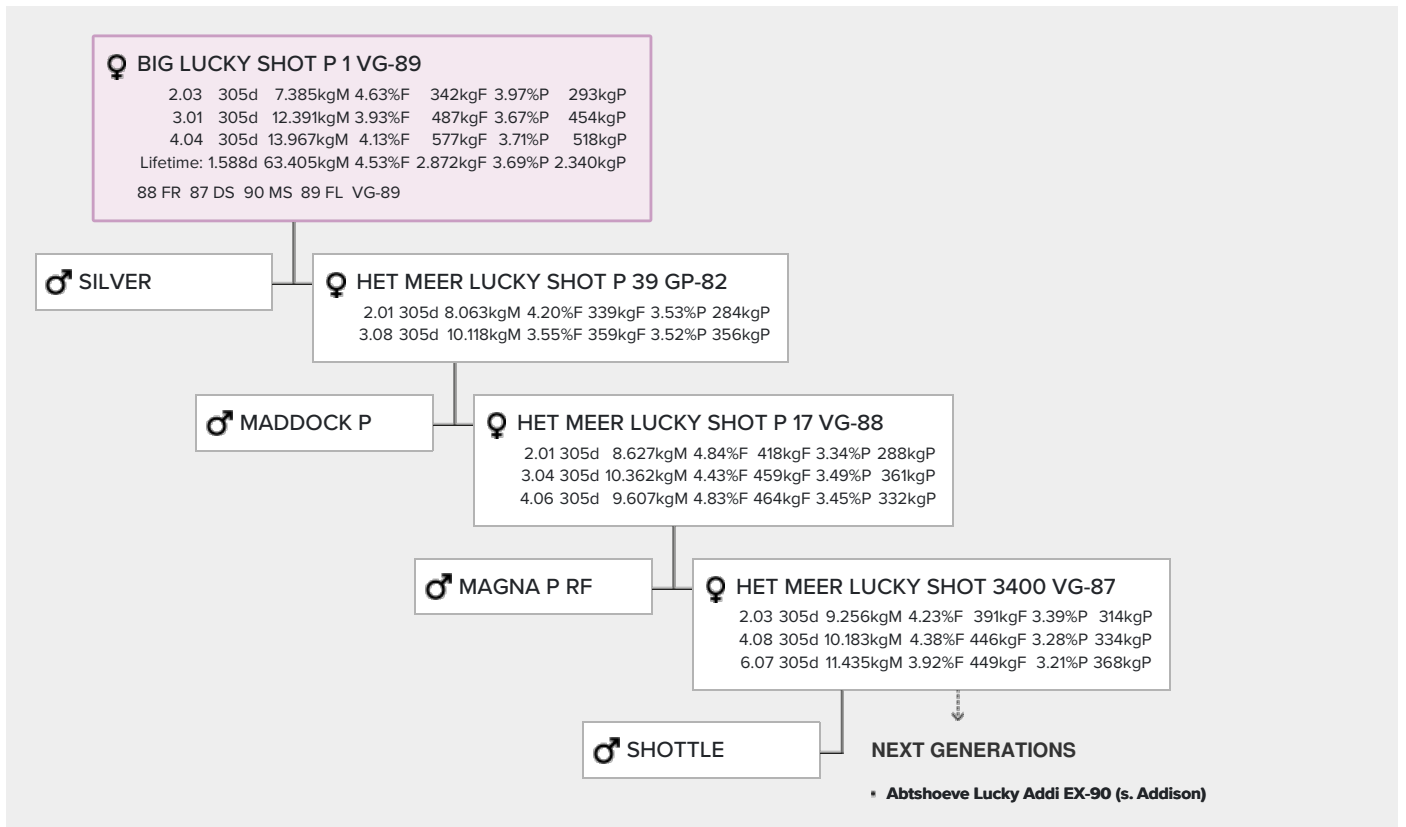 BIG LUCKY SHOT P 1 VG-89
2.03 305d 7.385kgM 4.63%F 342kgF 3.97%P 293kgP
3.01 305d 12.391kgM 3.93%F 487kgF 3.67%P 454kgP
4.04 305d 13.967kgM 4.13%F 577kgF 3.71%P 518kgP
Lifetime: 1.588d 63.405kgM 4.53%F 2.872kgF 3.69%P 2.340kgP
88 FR 87 DS 90 MS 89 FL VG-89
SILVER
HET MEER LUCKY SHOT P 39 GP-82
2.01 305d 8.063kgM 4.20%F 339kgF 3.53%P 284kgP
3.08 305d 10.118kgM 3.55%F 359kgF 3.52%P 356kgP
MADDOCK P
HET MEER LUCKY SHOT P 17 VG-88
2.01 305d 8.627kgM 4.84%F 418kgF 3.34%P 288kgP
3.04 305d 10.362kgM 4.43%F 459kgF 3.49%P 361kgP
4.06 305d 9.607kgM 4.83%F 464kgF 3.45%P 332kgP
MAGNA P RF
HET MEER LUCKY SHOT 3400 VG-87
2.03 305d 9.256kgM 4.23%F 391kgF 3.39%P 314kgP
4.08 305d 10.183kgM 4.38%F 446kgF 3.28%P 334kgP
6.07 305d 11.435kgM 3.92%F 449kgF 3.21%P 368kgP
SHOTTLE
NEXT GENERATIONS
Abtshoeve Lucky Addi EX-90 (s. Addison)